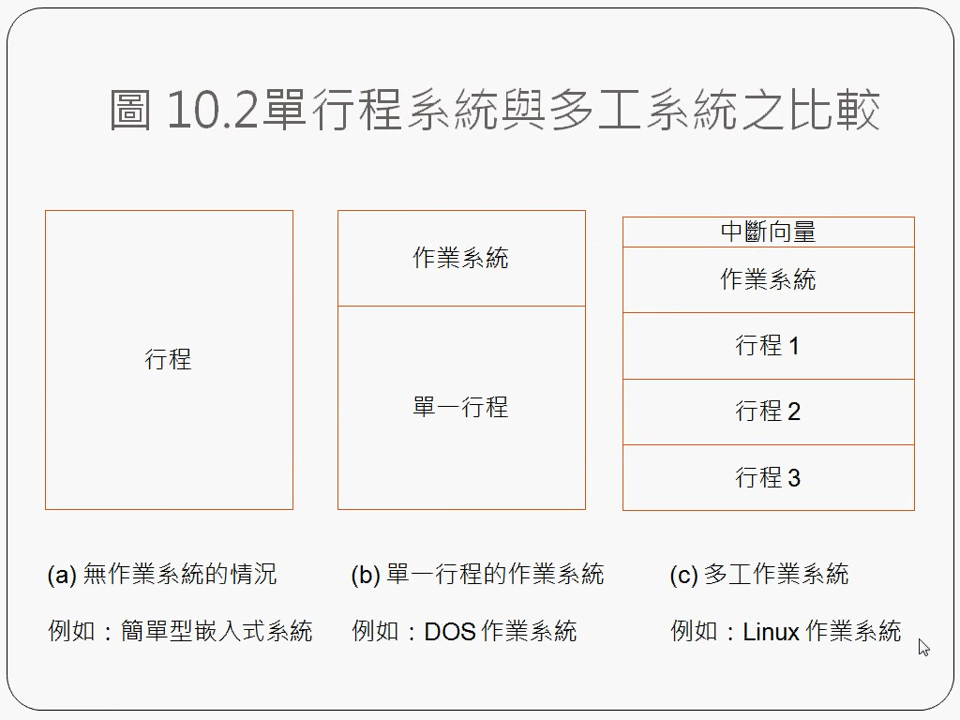 圖 10.2單行程系統與多工系統之比較
行程
作業系統
單一行程
中斷向量
作業系統
行程 1
行程 2
行程 3
(a) 無作業系統的情況
例如：簡單型嵌入式系統
(b) 單一行程的作業系統
例如：DOS 作業系統
(c) 多工作業系統
例如：Linux 作業系統